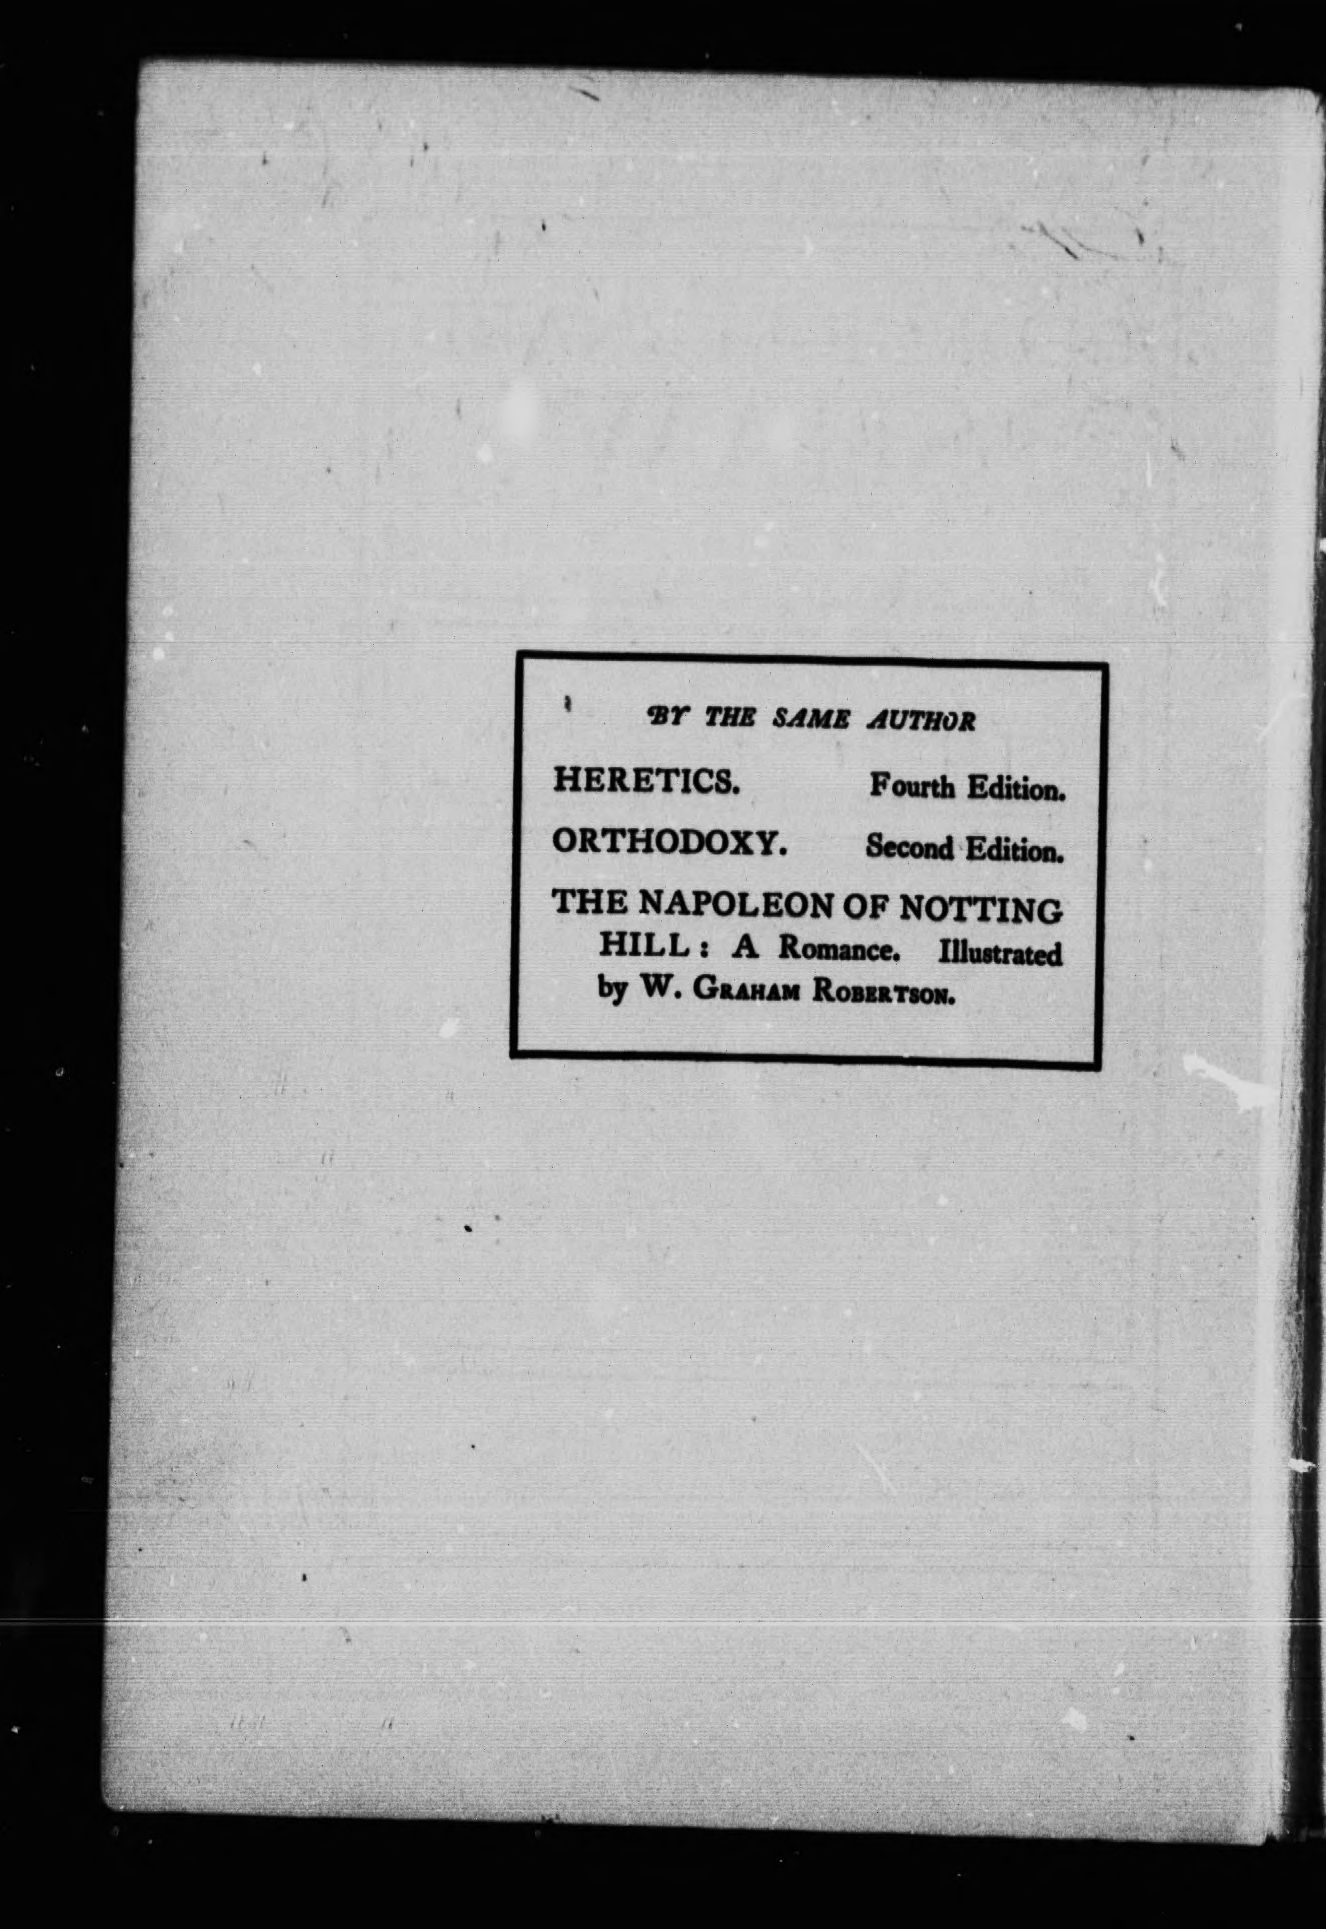 BY THE SAME AUTHOR
HERETICS. Fourth Edition.
ORTHODOXY. Second Edition.
THE NAPOLEON OF NOTTING
HILL: A Romance. Illustrated
by W. GRAHAM ROBERTSON.